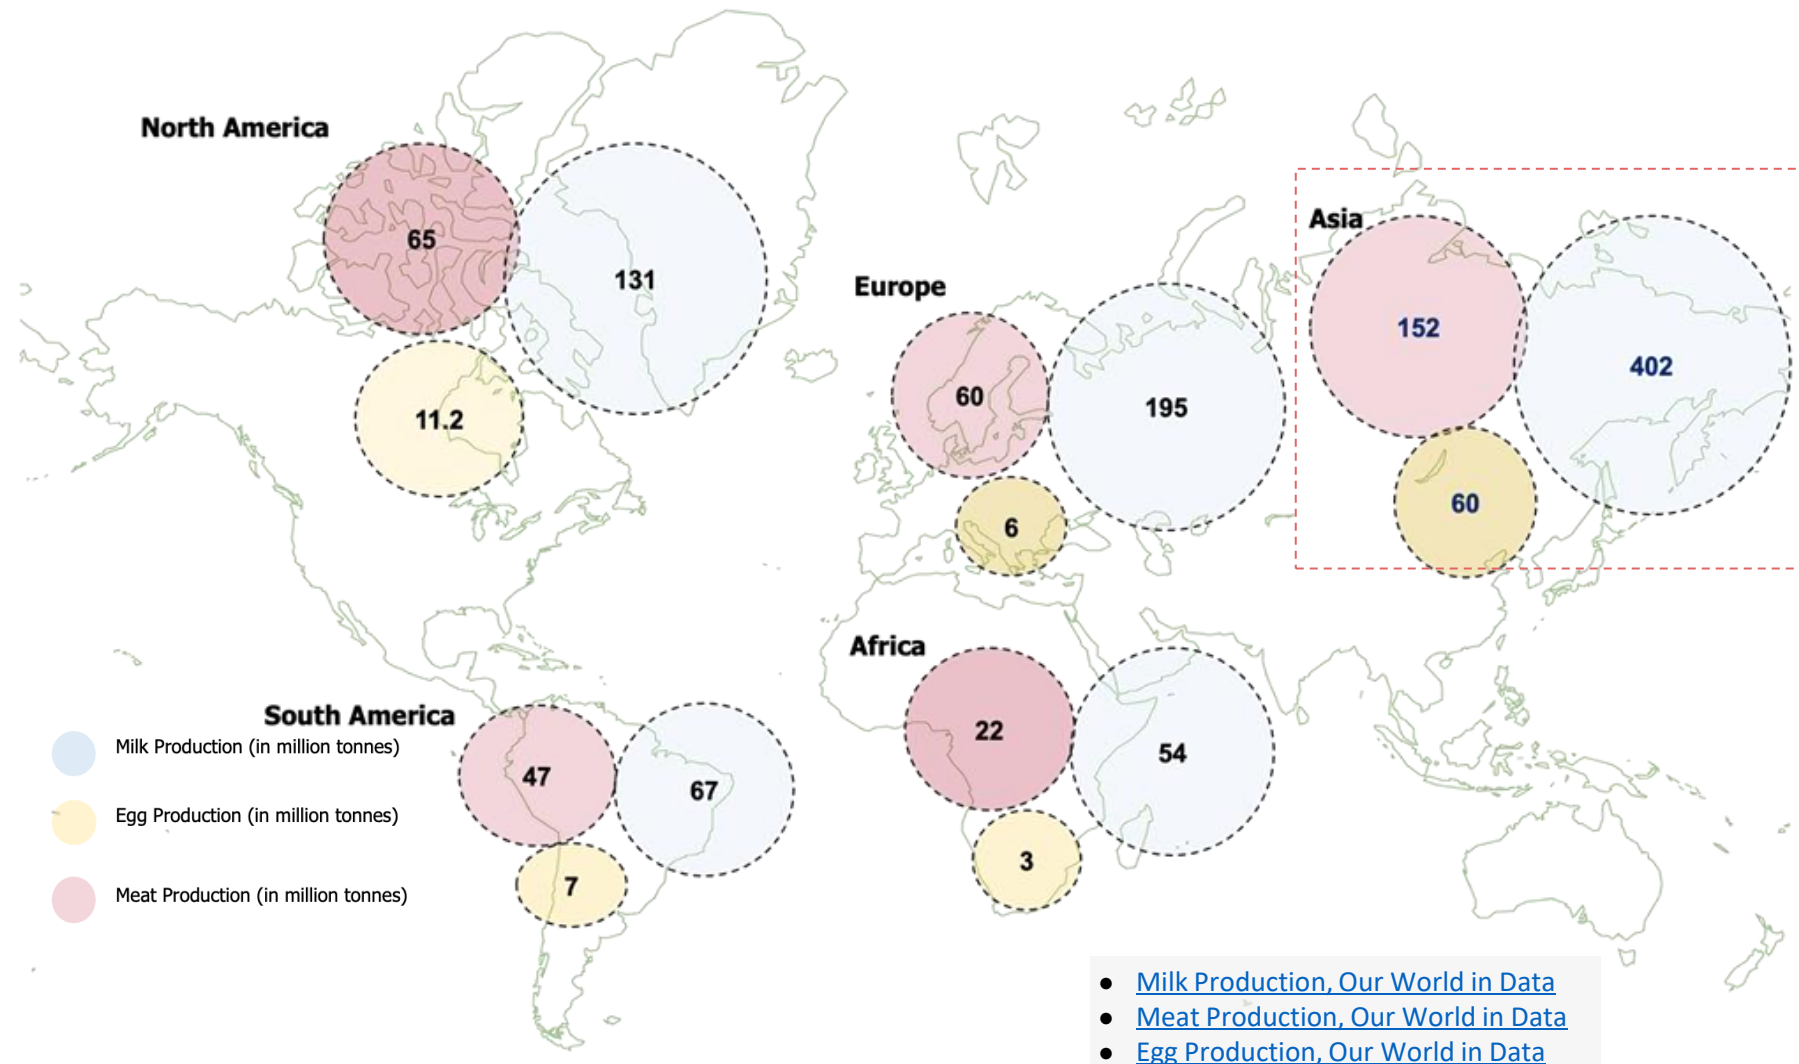 North America
65
131
11.2
Europe
60
195
6
Asia
152
402
60
Africa
22
54
3
South America
47
67
7
Milk Production (in million tonnes)
Egg Production (in million tonnes)
Meat Production (in million tonnes)
● Milk Production, Our World in Data
● Meat Production, Our World in Data
● Egg Production, Our World in Data